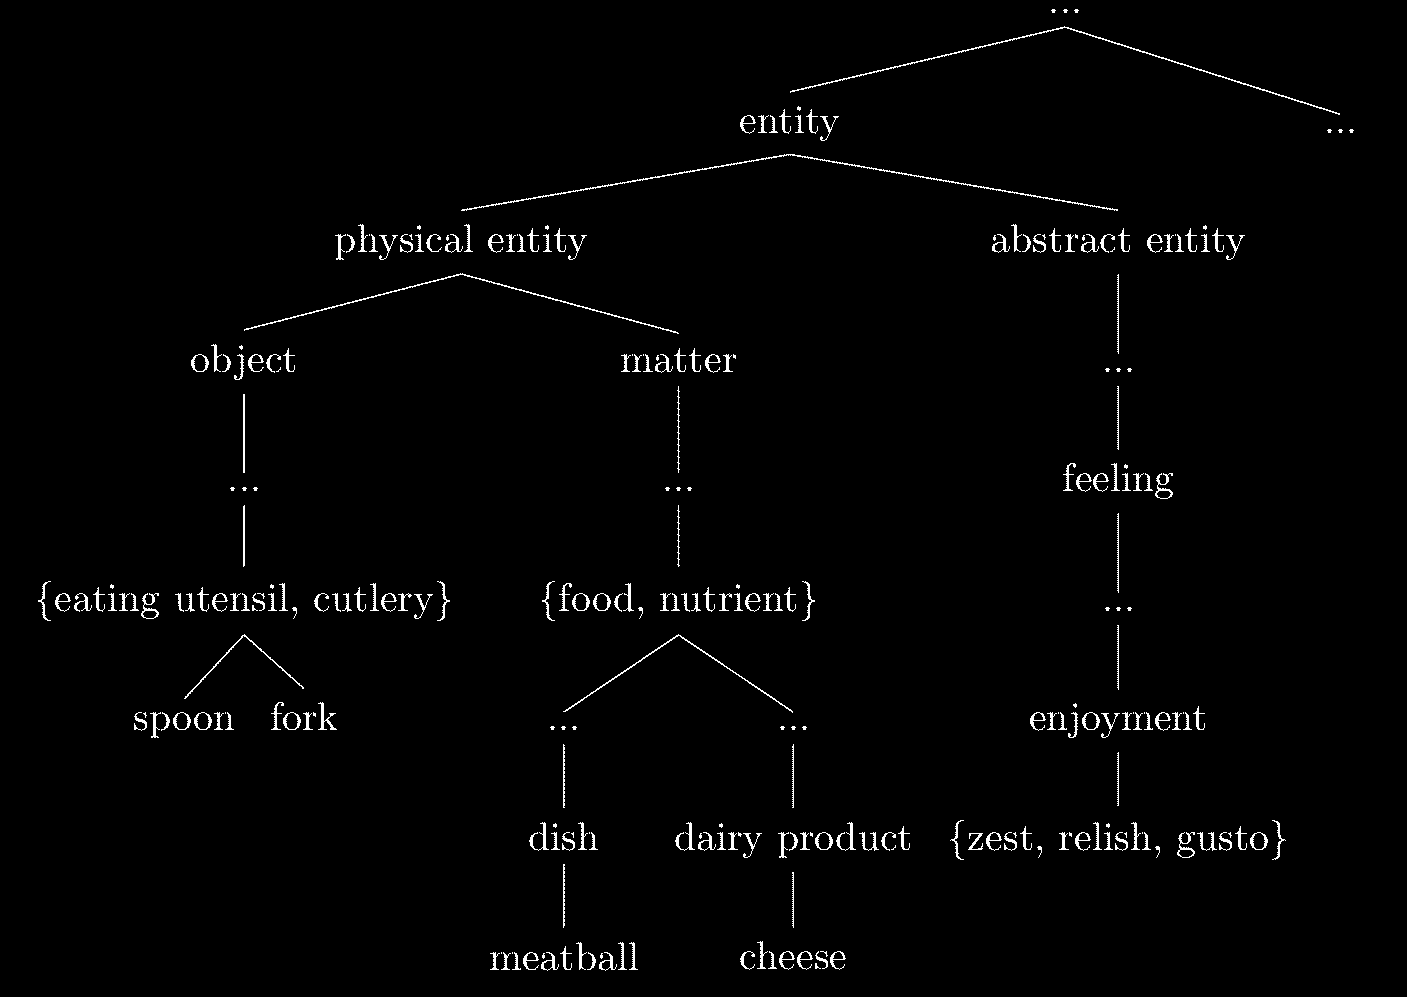 ...
entity ...
physical entity abstract entity
object matter ...
... ... feeling
{eating utensil, cutlery} {food, nutrient} ...
spoon fork ... ... enjoyment
dish dairy product {zest, relish, gusto}
meatball cheese